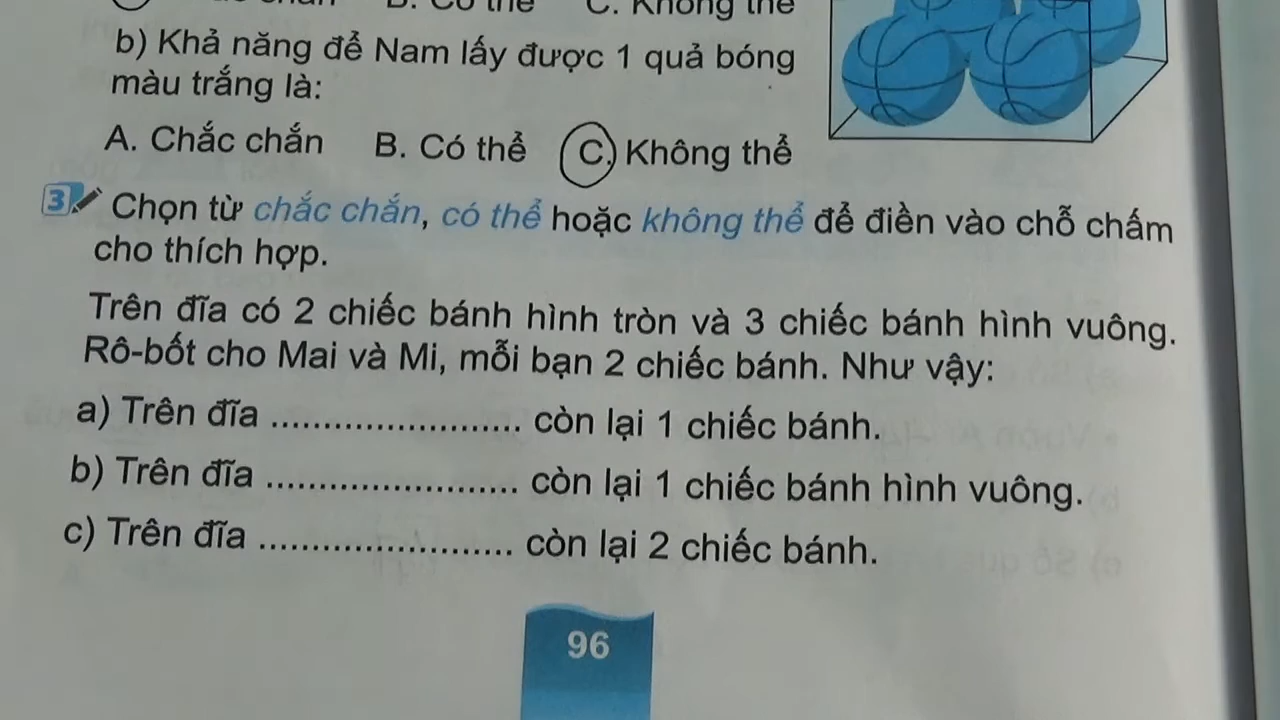 B. Có thể C. Không thể
b) Khả năng để Nam lấy được 1 quả bóng
màu trắng là:
A. Chắc chắn B. Có thể C. Không thể
3 Chọn từ chắc chắn, có thể hoặc không thể để điền vào chỗ chấm
cho thích hợp.
Trên đĩa có 2 chiếc bánh hình tròn và 3 chiếc bánh hình vuông.
Rô-bốt cho Mai và Mi, mỗi bạn 2 chiếc bánh. Như vậy:
a) Trên đĩa ........................ còn lại 1 chiếc bánh.
b) Trên đĩa ........................ còn lại 1 chiếc bánh hình vuông.
c) Trên đĩa ........................ còn lại 2 chiếc bánh.
96